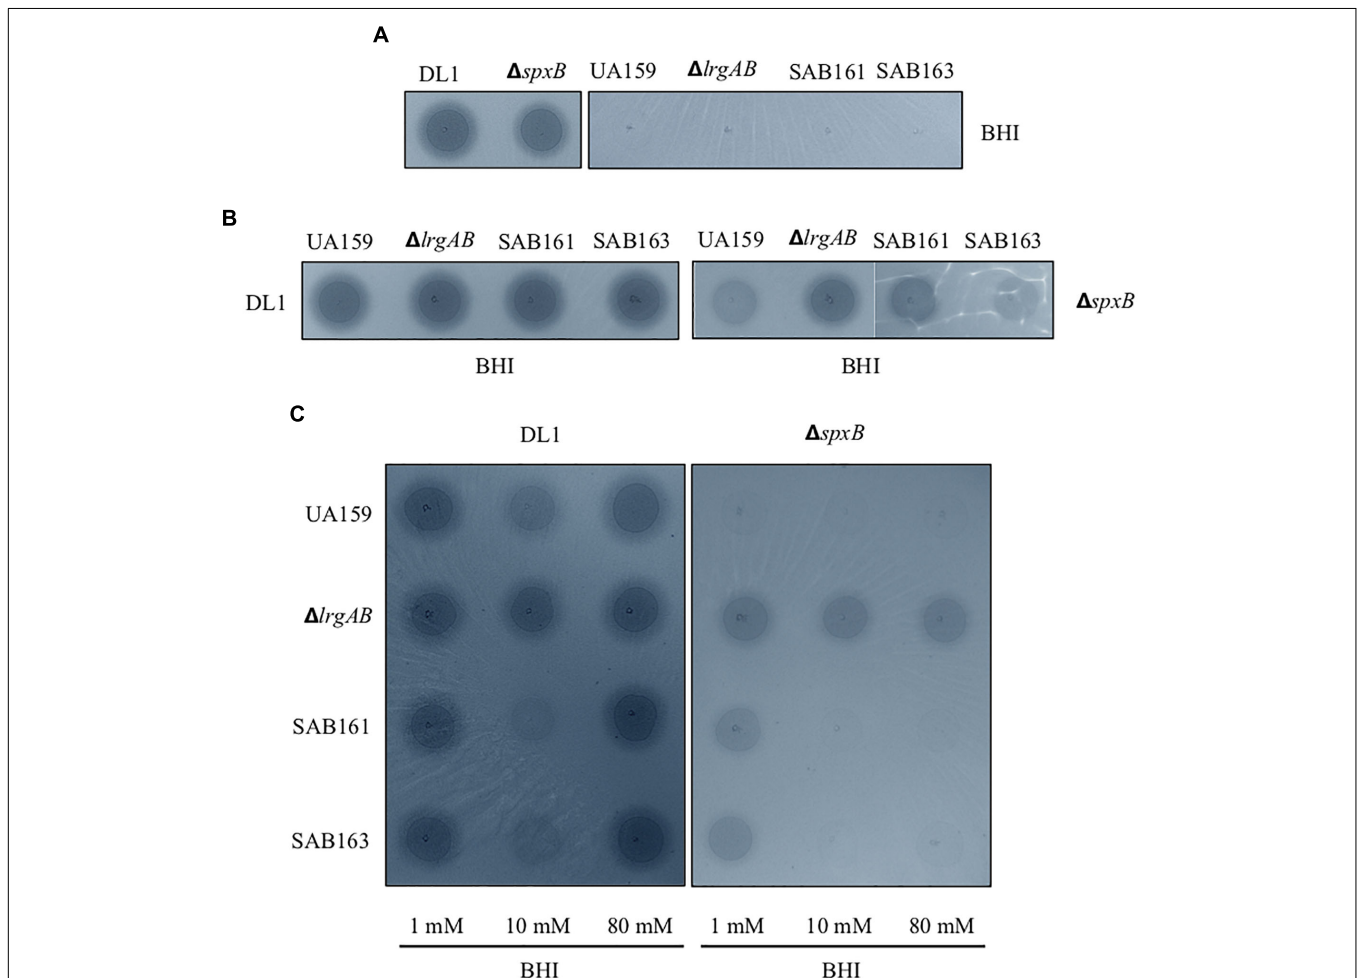 A
DL1 ΔspxB UA159 ΔlrgAB SAB161 SAB163
BHI
B
UA159 ΔlrgAB SAB161 SAB163 UA159 ΔlrgAB SAB161 SAB163
DL1 ΔspxB
BHI BHI
C
DL1 ΔspxB
UA159
ΔlrgAB
SAB161
SAB163
1 mM 10 mM 80 mM 1 mM 10 mM 80 mM
BHI BHI